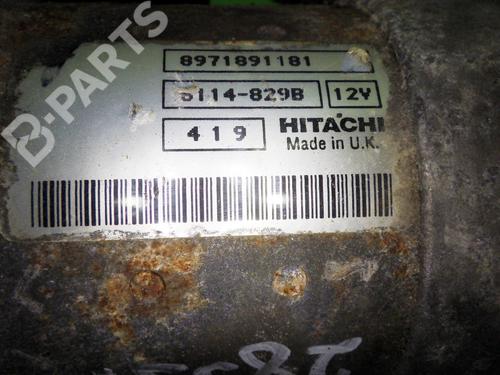 B-PARTS
8971891181
S114-829B 12V
419 HITACHI
Made in U.K.